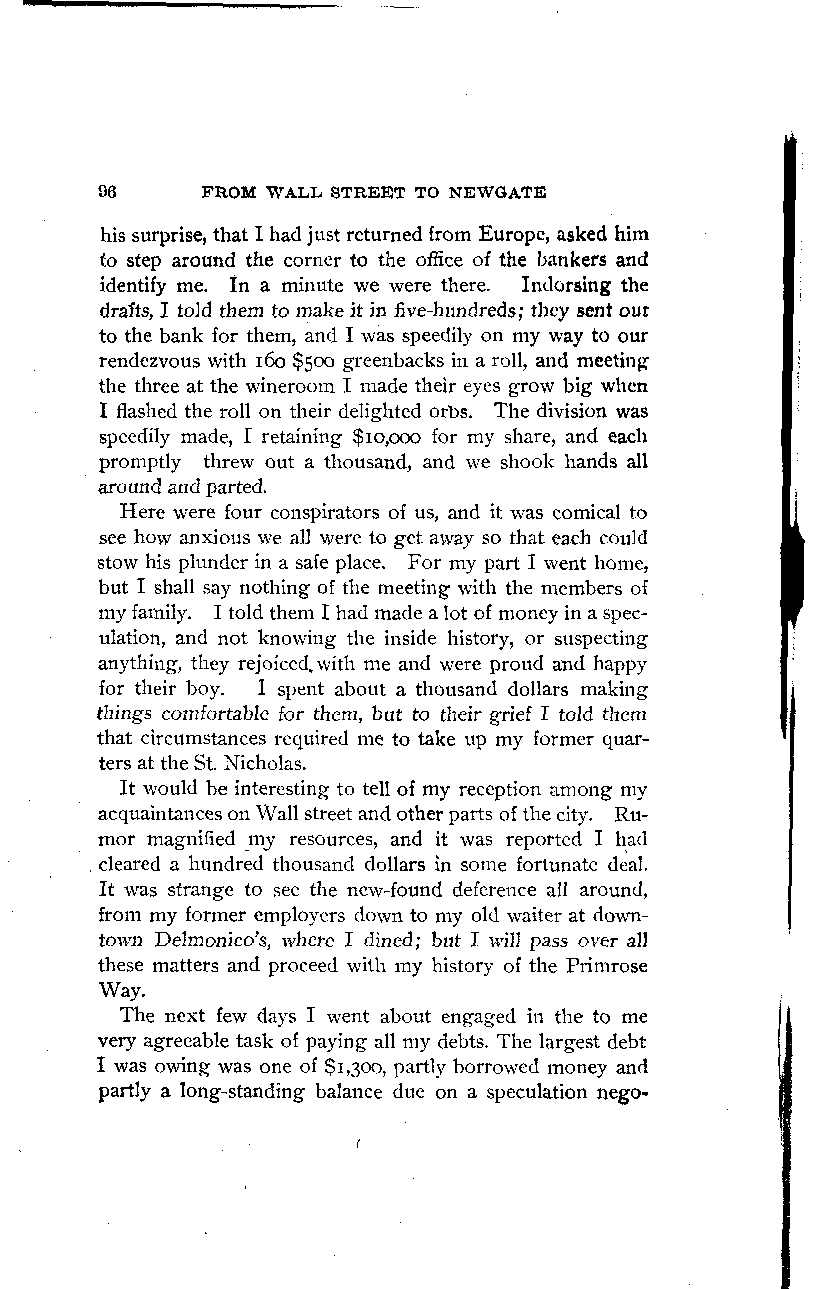 96 FROM WALL STREET TO NEWGATE
his surprise, that I had just returned from Europe, asked him
to step around the corner to the office of the bankers and
identify me. In a minute we were there. Indorsing the
drafts, I told them to make it in five-hundreds; they sent out
to the bank for them, and I was speedily on my way to our
rendezvous with 160 $500 greenbacks in a roll, and meeting
the three at the wineroom I made their eyes grow big when
I flashed the roll on their delighted orbs. The division was
speedily made, I retaining $10,000 for my share, and each
promptly threw out a thousand, and we shook hands all
around and parted.
Here were four conspirators of us, and it was comical to
see how anxious we all were to get away so that each could
stow his plunder in a safe place. For my part I went home,
but I shall say nothing of the meeting with the members of
my family. I told them I had made a lot of money in a spec-
ulation, and not knowing the inside history, or suspecting
anything, they rejoiced with me and were proud and happy
for their boy. I spent about a thousand dollars making
things comfortable for them, but to their grief I told them
that circumstances required me to take up my former quar-
ters at the St. Nicholas.
It would be interesting to tell of my reception among my
acquaintances on Wall street and other parts of the city. Ru-
mor magnified my resources, and it was reported I had
cleared a hundred thousand dollars in some fortunate deal.
It was strange to see the new-found deference all around,
from my former employers down to my old waiter at down-
town Delmonico's, where I dined; but I will pass over all
these matters and proceed with my history of the Primrose
Way.
The next few days I went about engaged in the to me
very agreeable task of paying all my debts. The largest debt
I was owing was one of $1,300, partly borrowed money and
partly a long-standing balance due on a speculation nego-